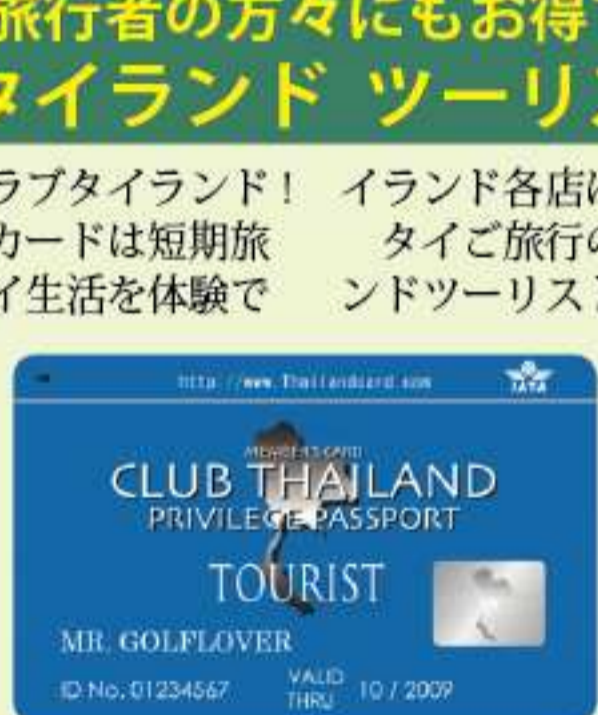 旅行者の方々にもお得
タイランド ツーリス
ラブタイランド!
カードは短期旅
イ生活を体験で
イランド各店
タイご旅行の
ンドツーリスト
http://www.Thailandcard.com
IATA
MEMBER'S CARD
CLUB THAILAND
PRIVILEGE PASSPORT
TOURIST
MR. GOLFLOVER
ID No. 01234567
VALID THRU 10 / 2009